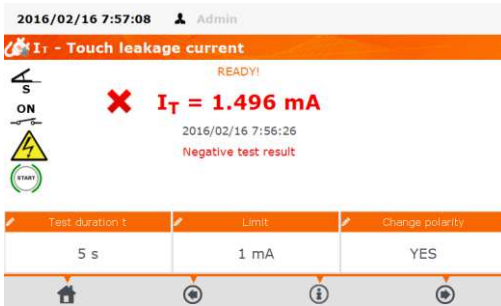 2016/02/16 7:57:08 Admin
IT - Touch leakage current
READY!
S
ON
IT = 1.496 mA
2016/02/16 7:56:26
Negative test result
START
Test duration t Limit Change polarity
5 s 1 mA YES